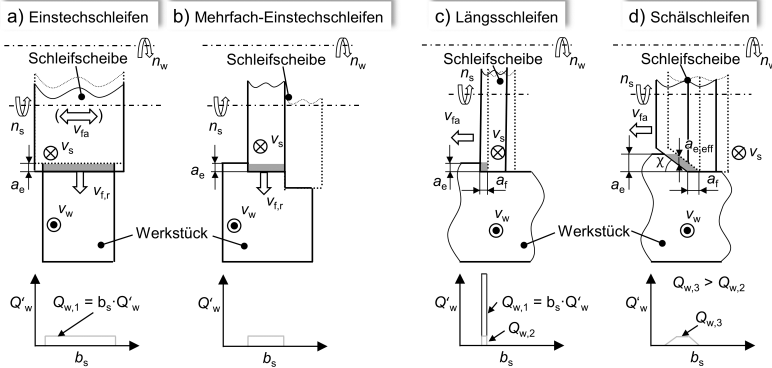 a) Einstechschleifen
b) Mehrfach-Einstechschleifen
c) Längsschleifen
d) Schälschleifen
n_w
Schleifscheibe
n_s
v_fa
v_s
a_e
v_f,r
v_w
n_w
Schleifscheibe
n_s
v_s
a_e
v_f,r
v_w
Werkstück
n_w
Schleifscheibe
n_s
v_fa
v_s
a_e
a_f
v_w
n_w
Schleifscheibe
n_s
v_fa
a_e,eff
v_s
a_e
χ
a_f
v_w
Werkstück
Q‘_w
Q_w,1 = b_s·Q‘_w
b_s
Q‘_w
b_s
Q‘_w
Q_w,1 = b_s·Q‘_w
Q_w,2
b_s
Q‘_w
Q_w,3 > Q_w,2
Q_w,3
b_s